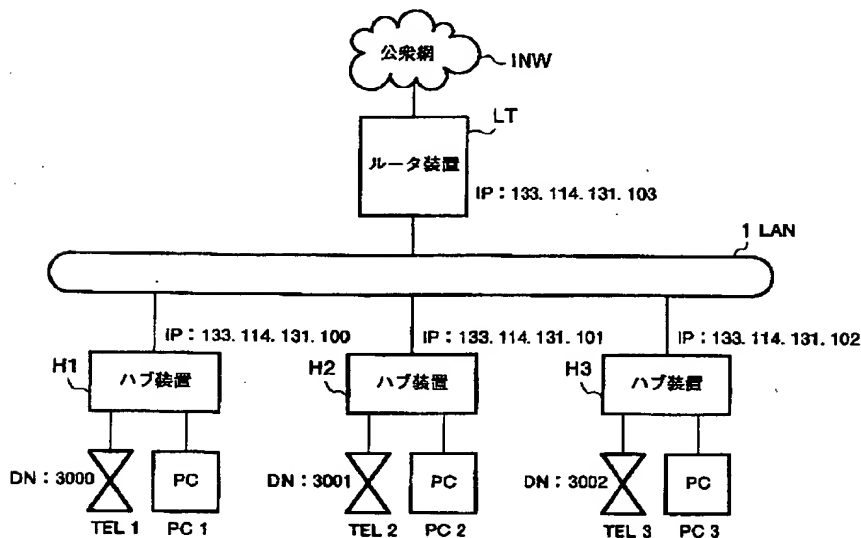 公衆網
INW
LT
ルータ装置
IP：133. 114. 131. 103
1 LAN
IP：133. 114. 131. 100
IP：133. 114. 131. 101
IP：133. 114. 131. 102
H1
ハブ装置
H2
ハブ装置
H3
ハブ装置
DN：3000
PC
DN：3001
PC
DN：3002
PC
TEL 1
PC 1
TEL 2
PC 2
TEL 3
PC 3